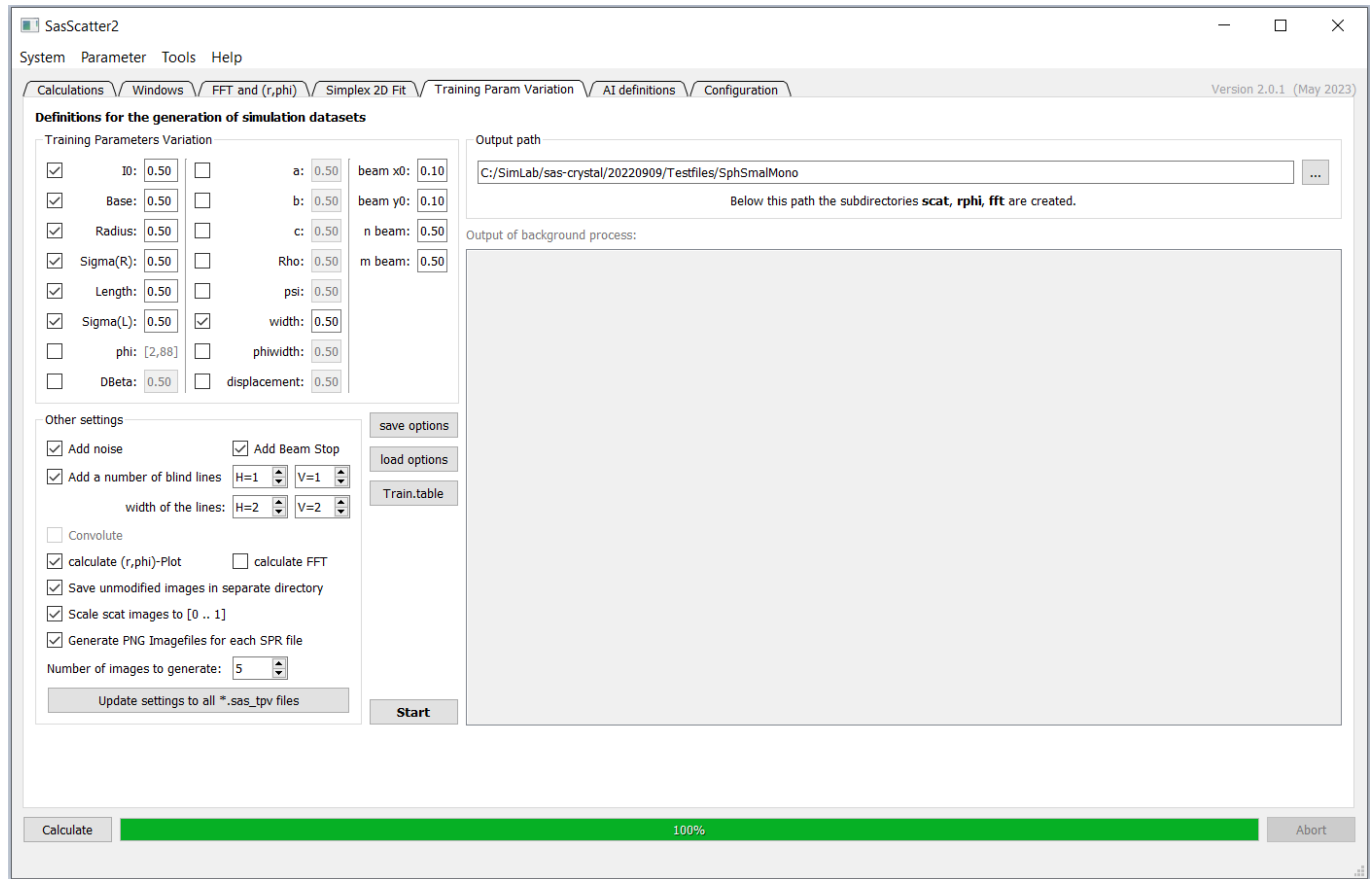 SasScatter2
System Parameter Tools Help
Calculations Windows FFT and (r,phi) Simplex 2D Fit Training Param Variation AI definitions Configuration Version 2.0.1 (May 2023)
Definitions for the generation of simulation datasets
Training Parameters Variation
I0: 0.50 a: 0.50 beam x0: 0.10
Base: 0.50 b: 0.50 beam y0: 0.10
Radius: 0.50 c: 0.50 n beam: 0.50
Sigma(R): 0.50 Rho: 0.50 m beam: 0.50
Length: 0.50 psi: 0.50
Sigma(L): 0.50 width: 0.50
phi: [2,88] phiwidth: 0.50
DBeta: 0.50 displacement: 0.50
Output path
C:/SimLab/sas-crystal/20220909/Testfiles/SphSmalMono ...
Below this path the subdirectories scat, rphi, fft are created.
Output of background process:
Other settings
Add noise Add Beam Stop
Add a number of blind lines H=1 V=1
width of the lines: H=2 V=2
Convolute
calculate (r,phi)-Plot calculate FFT
Save unmodified images in separate directory
Scale scat images to [0 .. 1]
Generate PNG Imagefiles for each SPR file
Number of images to generate: 5
Update settings to all *.sas_tpv files
save options
load options
Train.table
Start
Calculate 100% Abort